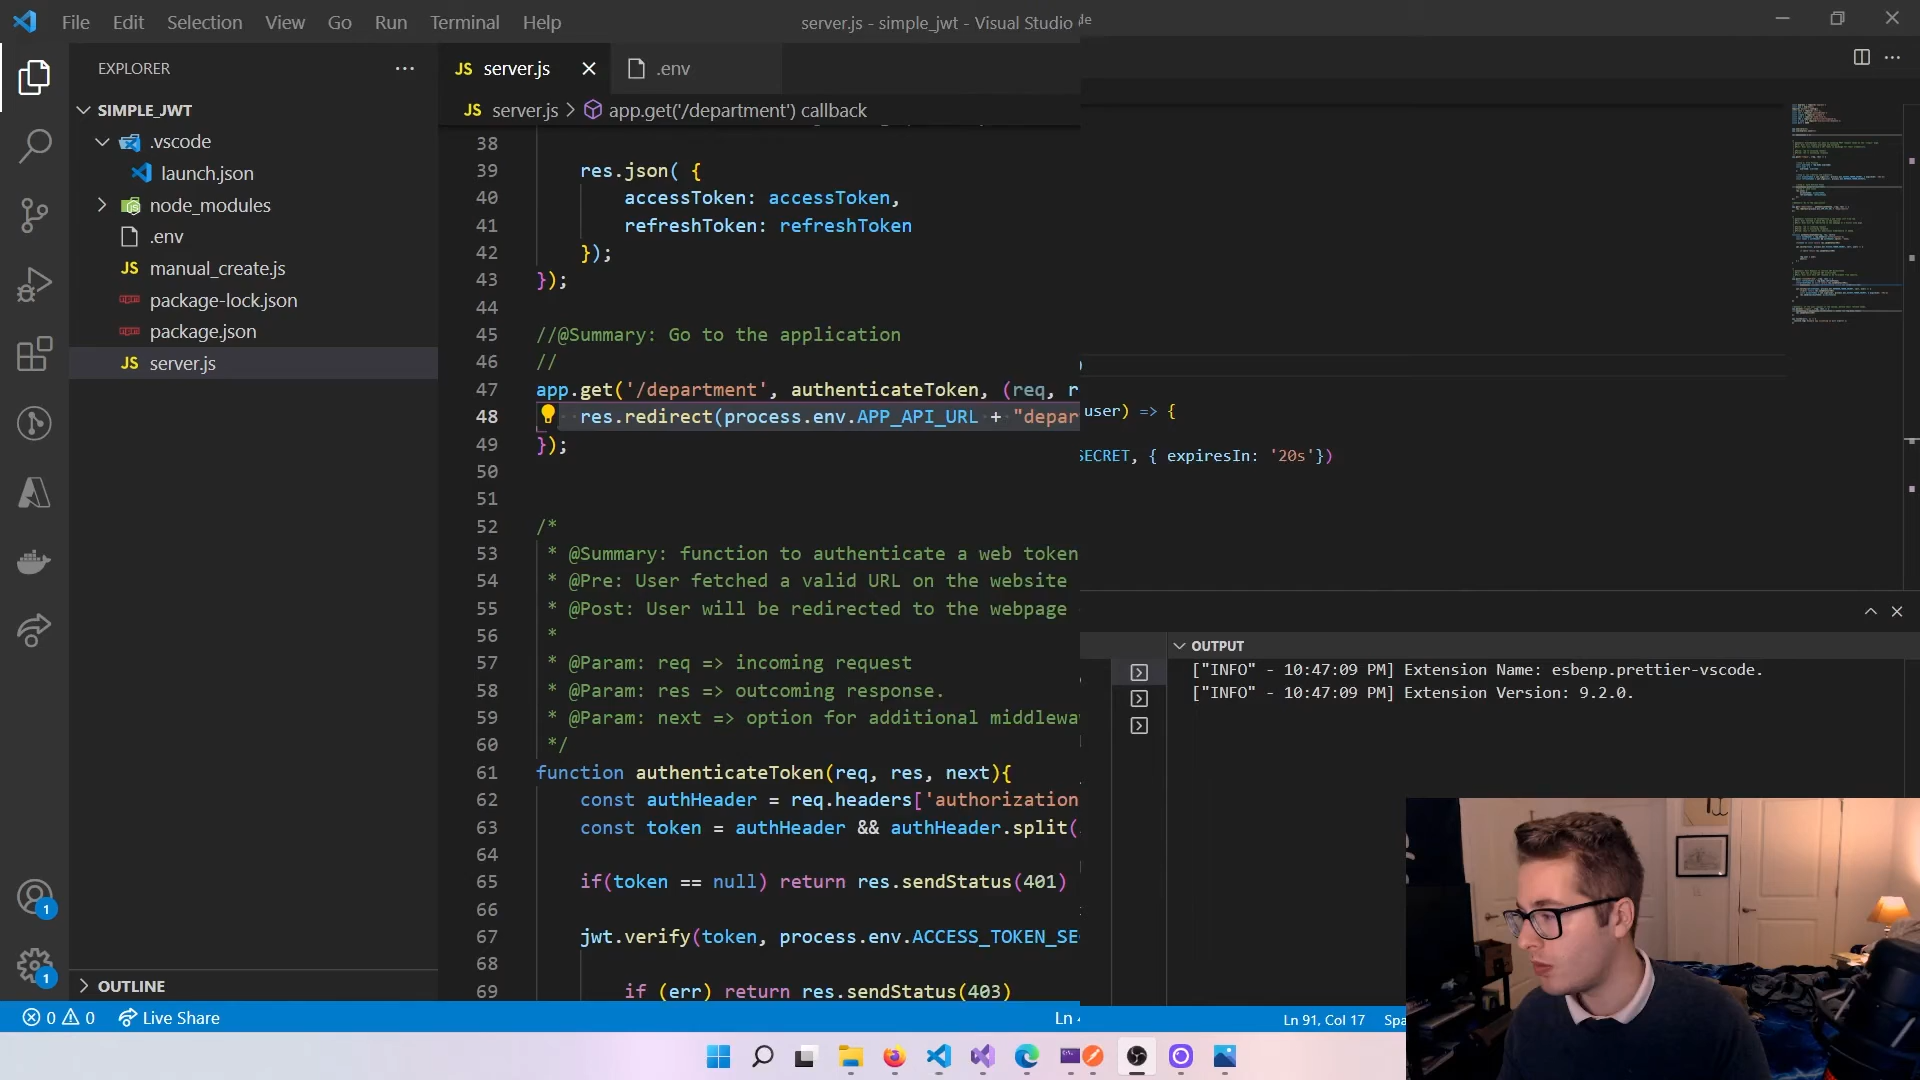 File Edit Selection View Go Run Terminal Help
server.js - simple_jwt - Visual Studio
de
EXPLORER
SIMPLE_JWT
.vscode
launch.json
node_modules
.env
manual_create.js
package-lock.json
package.json
JS server.js
OUTLINE
JS server.js
.env
JS server.js > app.get('/department') callback
38
39 res.json( {
40 accessToken: accessToken,
41 refreshToken: refreshToken
42 });
43 });
44
45 //@Summary: Go to the application
46 //
47 app.get('/department', authenticateToken, (req, r
48 res.redirect(process.env.APP_API_URL + "depar
49 });
50
51
52 /*
53 * @Summary: function to authenticate a web token
54 * @Pre: User fetched a valid URL on the website
55 * @Post: User will be redirected to the webpage
56 *
57 * @Param: req => incoming request
58 * @Param: res => outcoming response.
59 * @Param: next => option for additional middlewa
60 */
61 function authenticateToken(req, res, next){
62 const authHeader = req.headers['authorization
63 const token = authHeader && authHeader.split(
64
65 if(token == null) return res.sendStatus(401)
66
67 jwt.verify(token, process.env.ACCESS_TOKEN_SE
68
69 if (err) return res.sendStatus(403)
user) => {
SECRET, { expiresIn: '20s'})
OUTPUT
["INFO" - 10:47:09 PM] Extension Name: esbenp.prettier-vscode.
["INFO" - 10:47:09 PM] Extension Version: 9.2.0.
1
1
0 0 Live Share
Ln 4
Ln 91, Col 17 Spa